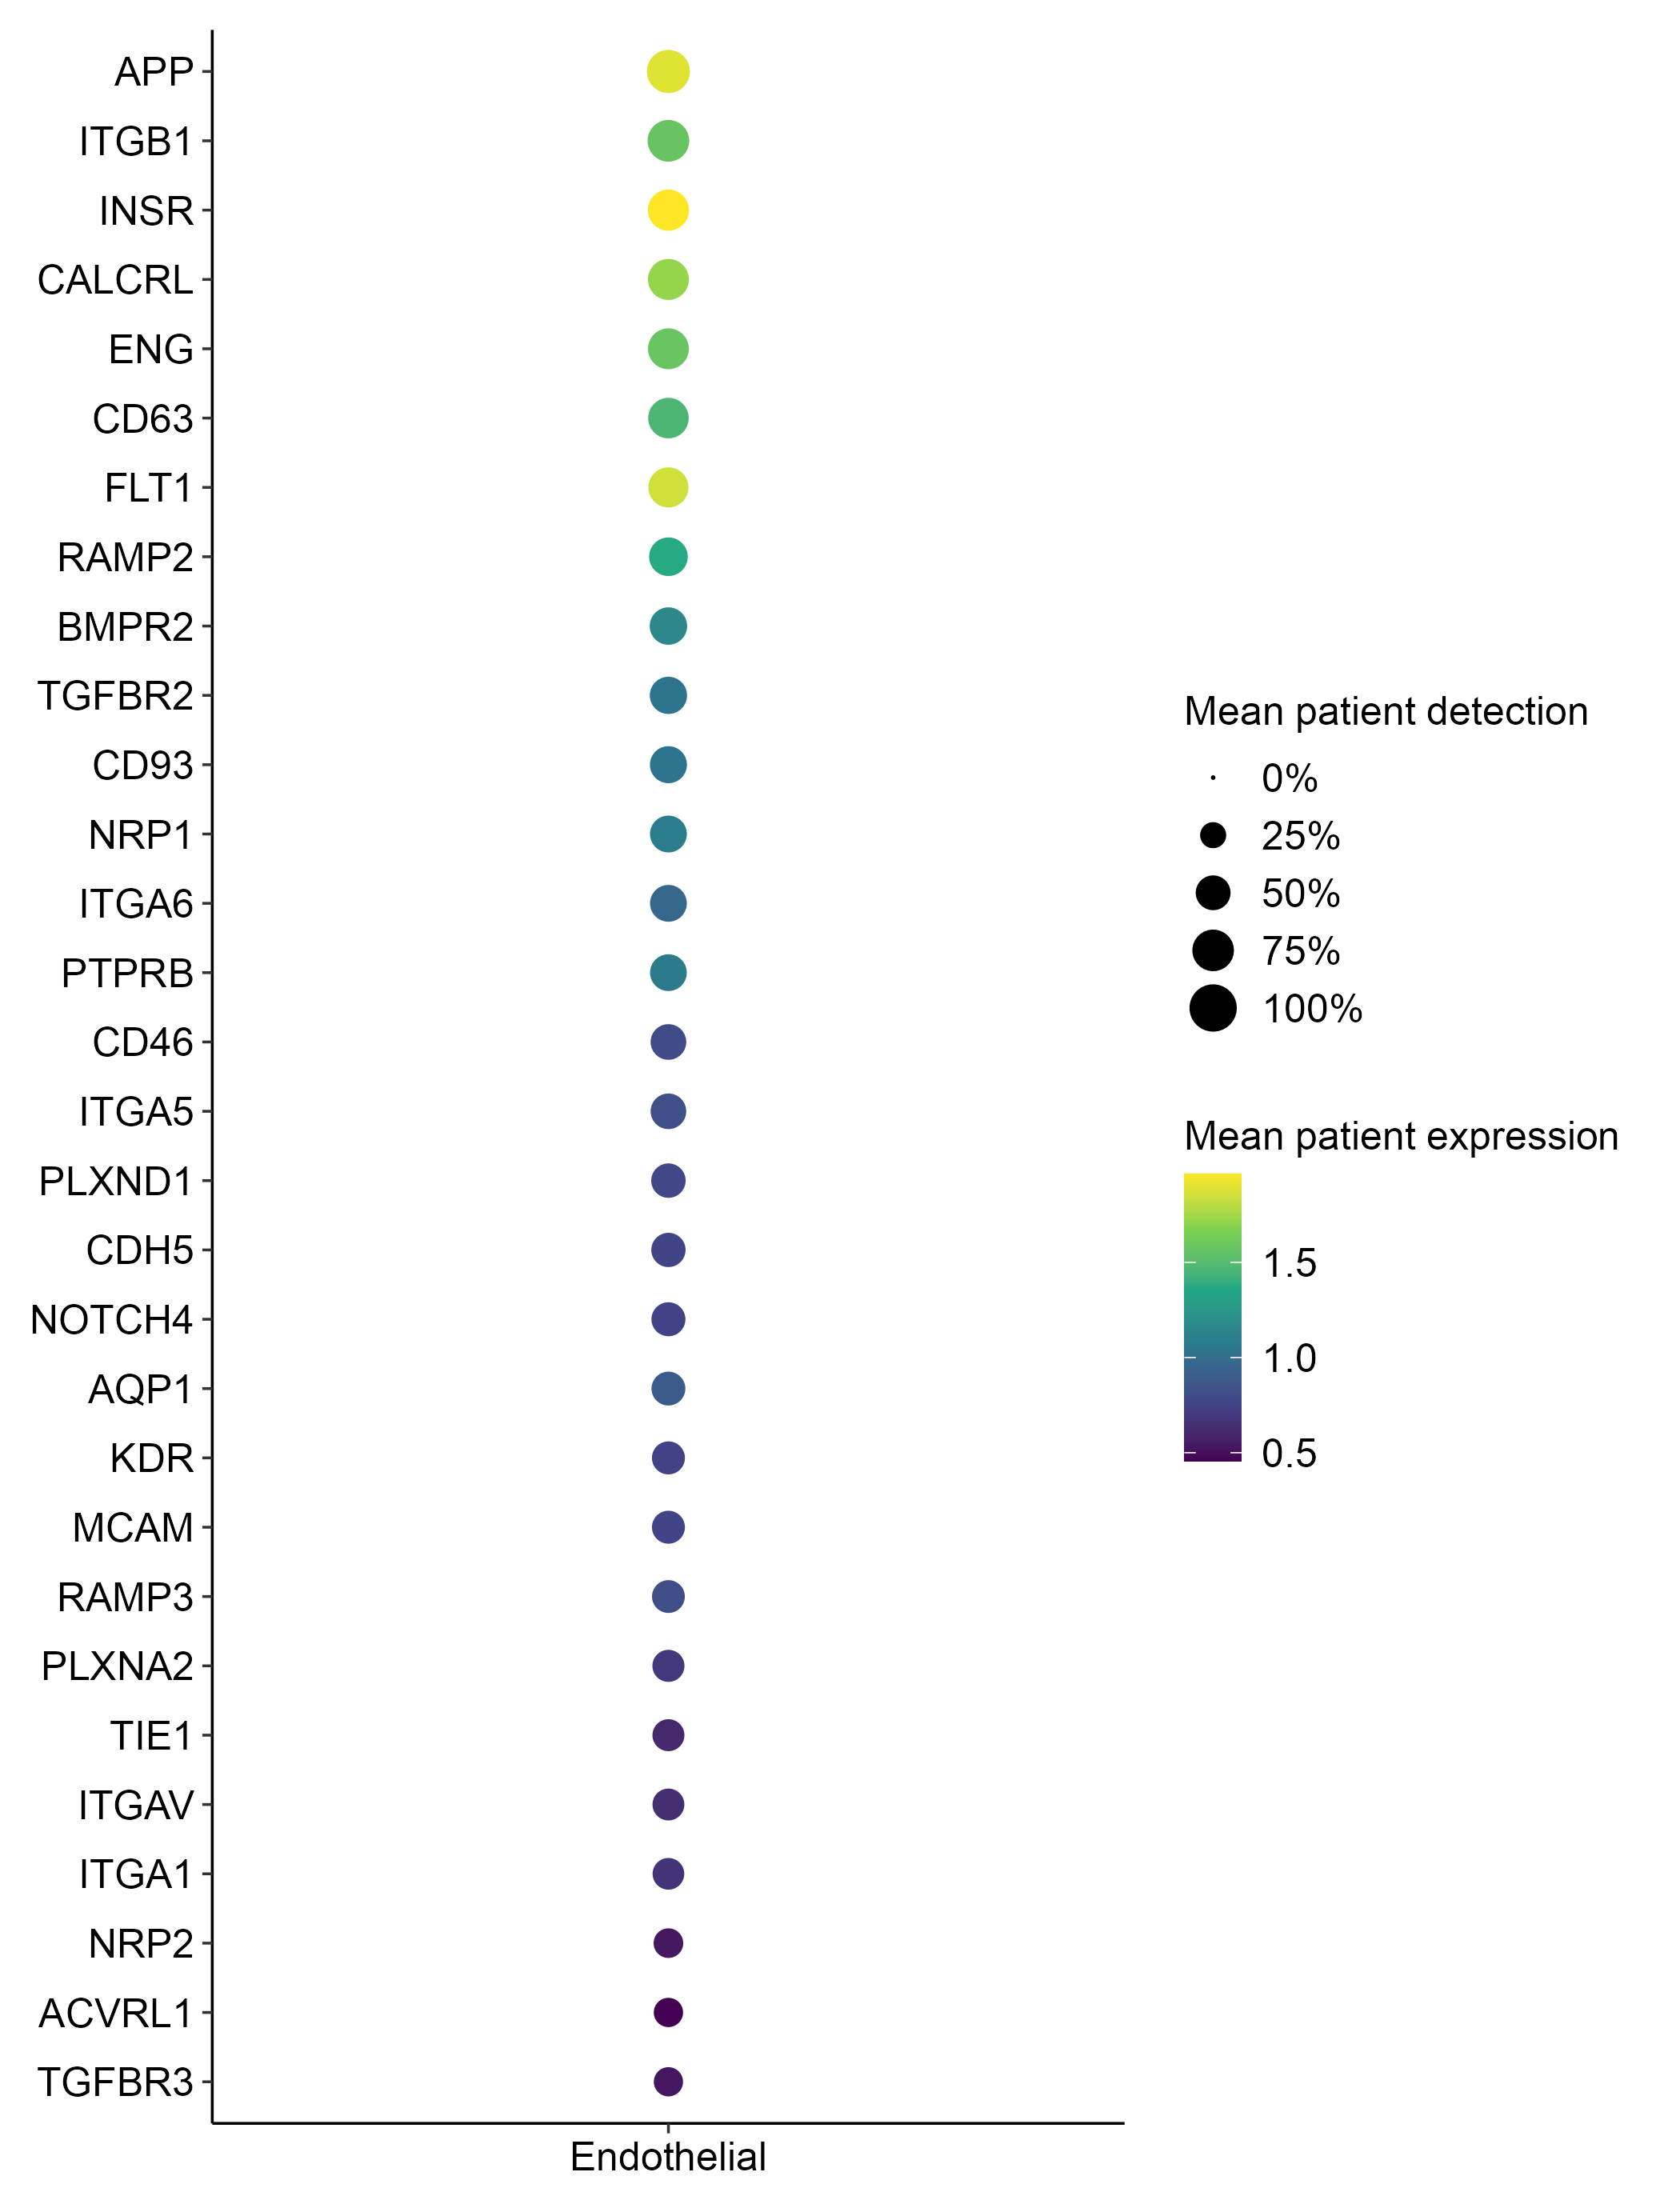 APP
ITGB1
INSR
CALCRL
ENG
CD63
FLT1
RAMP2
BMPR2
TGFBR2
CD93
NRP1
ITGA6
PTPRB
CD46
ITGA5
PLXND1
CDH5
NOTCH4
AQP1
KDR
MCAM
RAMP3
PLXNA2
TIE1
ITGAV
ITGA1
NRP2
ACVRL1
TGFBR3
Endothelial
Mean patient detection
0%
25%
50%
75%
100%
Mean patient expression
1.5
1.0
0.5